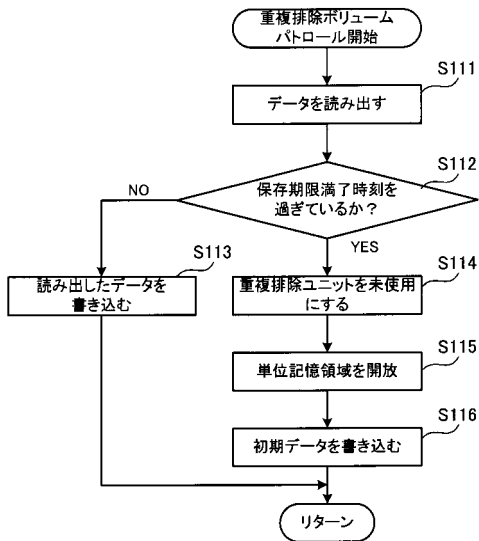 重複排除ボリューム
パトロール開始
S111
データを読み出す
S112
保存期限満了時刻を
過ぎているか？
NO
YES
S113
読み出したデータを
書き込む
S114
重複排除ユニットを未使用
にする
S115
単位記憶領域を開放
S116
初期データを書き込む
リターン